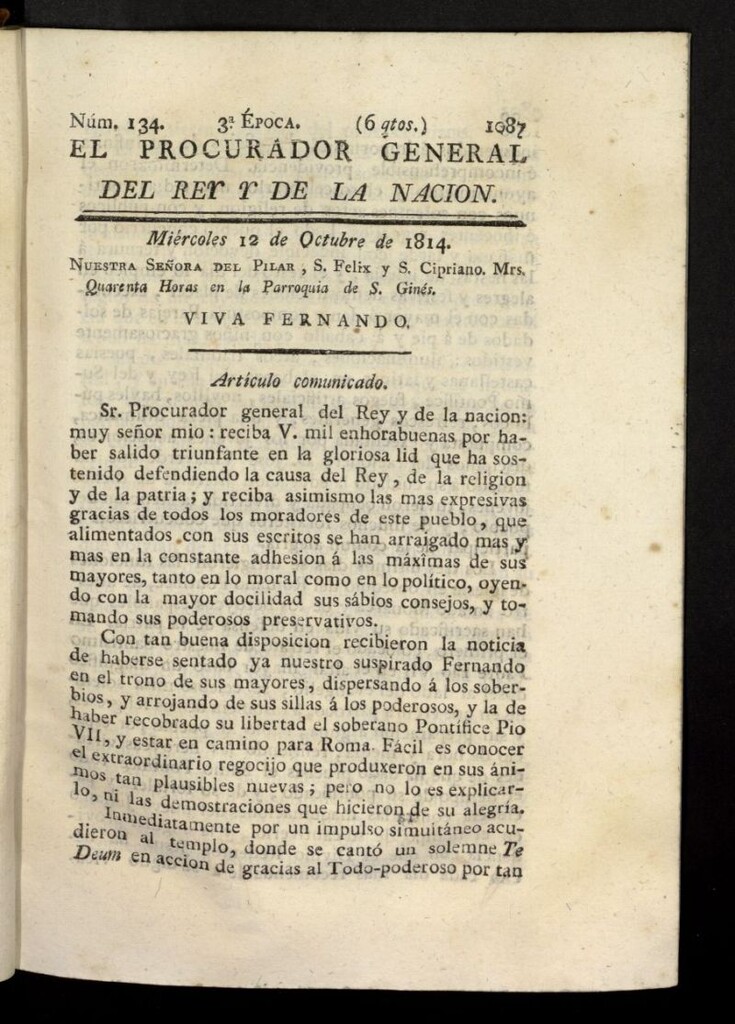 Núm. 134. 3ª ÉPOCA. (6 qtos.) 1087
EL PROCURADOR GENERAL
DEL REY Y DE LA NACION.
Miércoles 12 de Octubre de 1814.
NUESTRA SEÑORA DEL PILAR, S. Felix y S. Cipriano. Mrs.
Quarenta Horas en la Parroquia de S. Ginés.
VIVA FERNANDO.
Artículo comunicado.
Sr. Procurador general del Rey y de la nacion:
muy señor mio: reciba V. mil enhorabuenas por ha-
ber salido triunfante en la gloriosa lid que ha sos-
tenido defendiendo la causa del Rey, de la religion
y de la patria; y reciba asimismo las mas expresivas
gracias de todos los moradores de este pueblo, que
alimentados con sus escritos se han arraigado mas y
mas en la constante adhesion á las máximas de sus
mayores, tanto en lo moral como en lo político, oyen-
do con la mayor docilidad sus sábios consejos, y to-
mando sus poderosos preservativos.
Con tan buena disposicion recibieron la noticia
de haberse sentado ya nuestro suspirado Fernando
en el trono de sus mayores, dispersando á los sober-
bios, y arrojando de sus sillas á los poderosos, y la de
haber recobrado su libertad el soberano Pontífice Pio
VII, y estar en camino para Roma. Fácil es conocer
el extraordinario regocijo que produxeron en sus áni-
mos tan plausibles nuevas; pero no lo es explicar-
lo, ni las demostraciones que hicieron de su alegría.
Inmediatamente por un impulso simultáneo acu-
dieron al templo, donde se cantó un solemne Te
Deum en accion de gracias al Todo-poderoso por tan